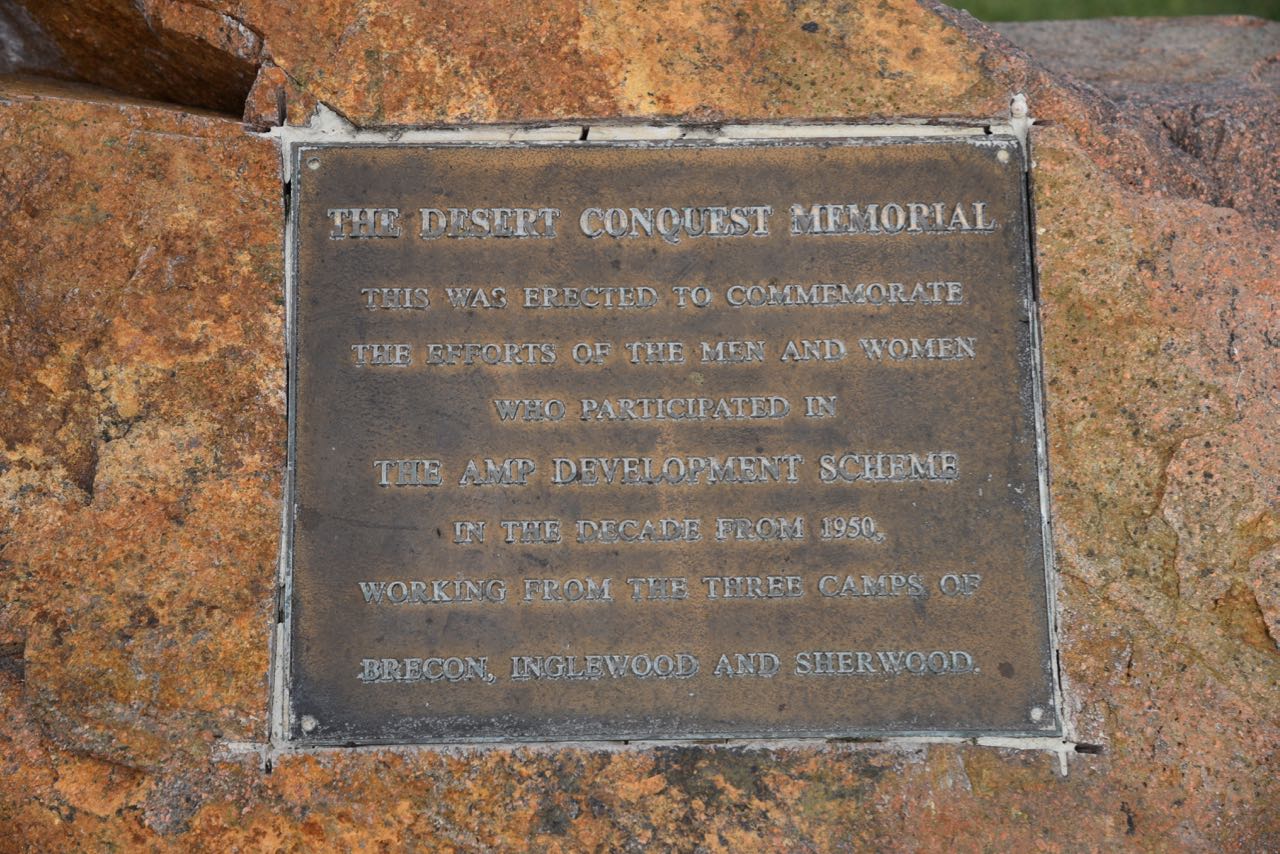 THE DESERT CONQUEST MEMORIAL
THIS WAS ERECTED TO COMMEMORATE
THE EFFORTS OF THE MEN AND WOMEN
WHO PARTICIPATED IN
THE AMP DEVELOPMENT SCHEME
IN THE DECADE FROM 1950,
WORKING FROM THE THREE CAMPS OF
BRECON, INGLEWOOD AND SHERWOOD.